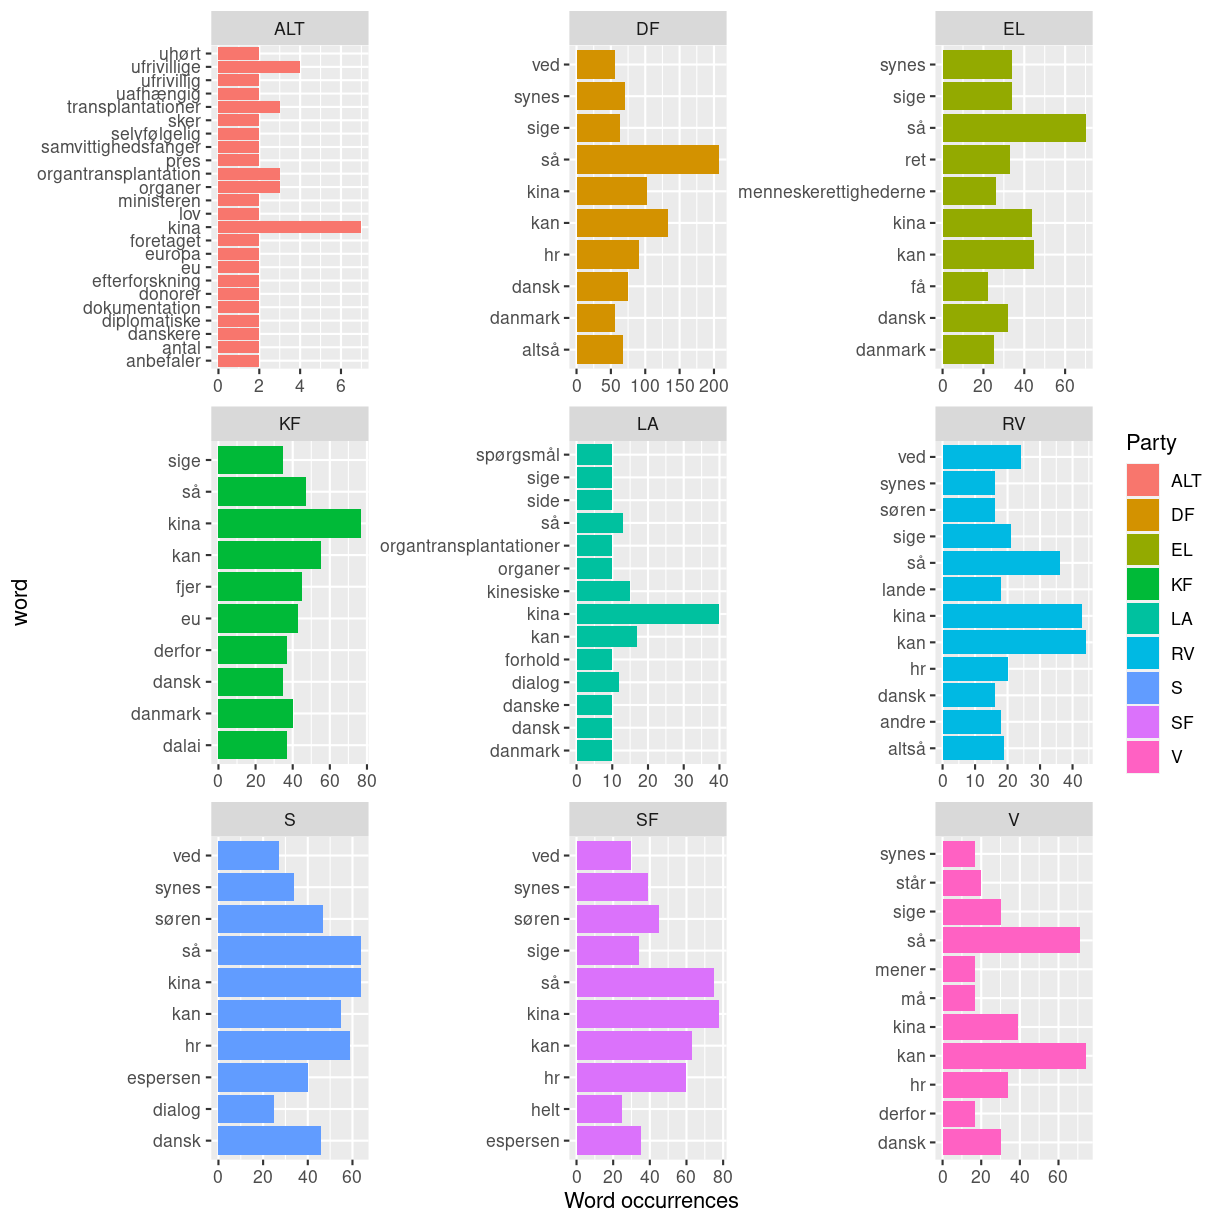 ALT
uhørt
ufrivillige
ufrivillig
uafhængig
transplantationer
sker
selvfølgelig
samvittighedsfanger
pres
organtransplantation
organer
ministeren
lov
kina
foretaget
europa
eu
efterforskning
donorer
dokumentation
diplomatiske
danskere
antal
anbefaler
0 2 4 6
DF
ved
synes
sige
så
kina
kan
hr
dansk
danmark
altså
0 50 100 150 200
EL
synes
sige
så
ret
menneskerettighederne
kina
kan
få
dansk
danmark
0 20 40 60
KF
sige
så
kina
kan
fjer
eu
derfor
dansk
danmark
dalai
0 20 40 60 80
LA
spørgsmål
sige
side
så
organtransplantationer
organer
kinesiske
kina
kan
forhold
dialog
danske
dansk
danmark
0 10 20 30 40
RV
ved
synes
søren
sige
så
lande
kina
kan
hr
dansk
andre
altså
0 10 20 30 40
S
ved
synes
søren
så
kina
kan
hr
espersen
dialog
dansk
0 20 40 60
SF
ved
synes
søren
sige
så
kina
kan
hr
helt
espersen
0 20 40 60 80
V
synes
står
sige
så
mener
må
kina
kan
hr
derfor
dansk
0 20 40 60
word
Word occurrences
Party
ALT
DF
EL
KF
LA
RV
S
SF
V